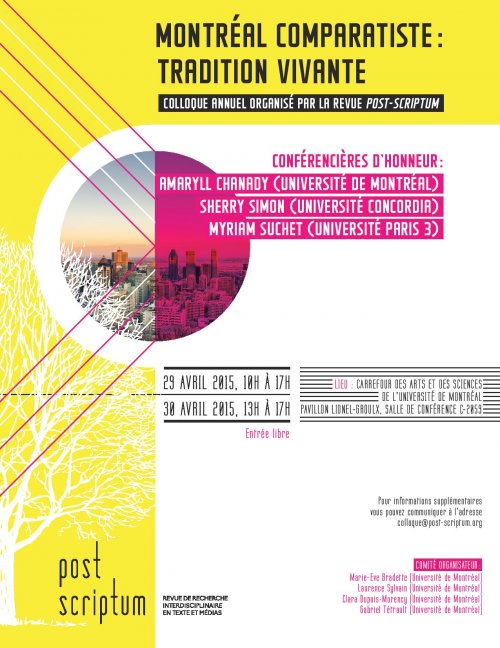 MONTRÉAL COMPARATISTE :
TRADITION VIVANTE
COLLOQUE ANNUEL ORGANISÉ PAR LA REVUE POST-SCRIPTUM
CONFÉRENCIÈRES D'HONNEUR :
AMARYLL CHANADY (UNIVERSITÉ DE MONTRÉAL)
SHERRY SIMON (UNIVERSITÉ CONCORDIA)
MYRIAM SUCHET (UNIVERSITÉ PARIS 3)
29 AVRIL 2015, 10H À 17H
30 AVRIL 2015, 13H À 17H
Entrée libre
LIEU : CARREFOUR DES ARTS ET DES SCIENCES
DE L'UNIVERSITÉ DE MONTRÉAL
PAVILLON LIONEL-GROULX, SALLE DE CONFÉRENCE C-2059
Pour informations supplémentaires
vous pouvez communiquer à l'adresse
colloque@post-scriptum.org
COMITÉ ORGANISATEUR :
Marie-Eve Bradette (Université de Montréal)
Laurence Sylvain (Université de Montréal)
Clara Dupuis-Morency (Université de Montréal)
Gabriel Tétrault (Université de Montréal)
post
scriptum
REVUE DE RECHERCHE
INTERDISCIPLINAIRE
EN TEXTE ET MÉDIAS